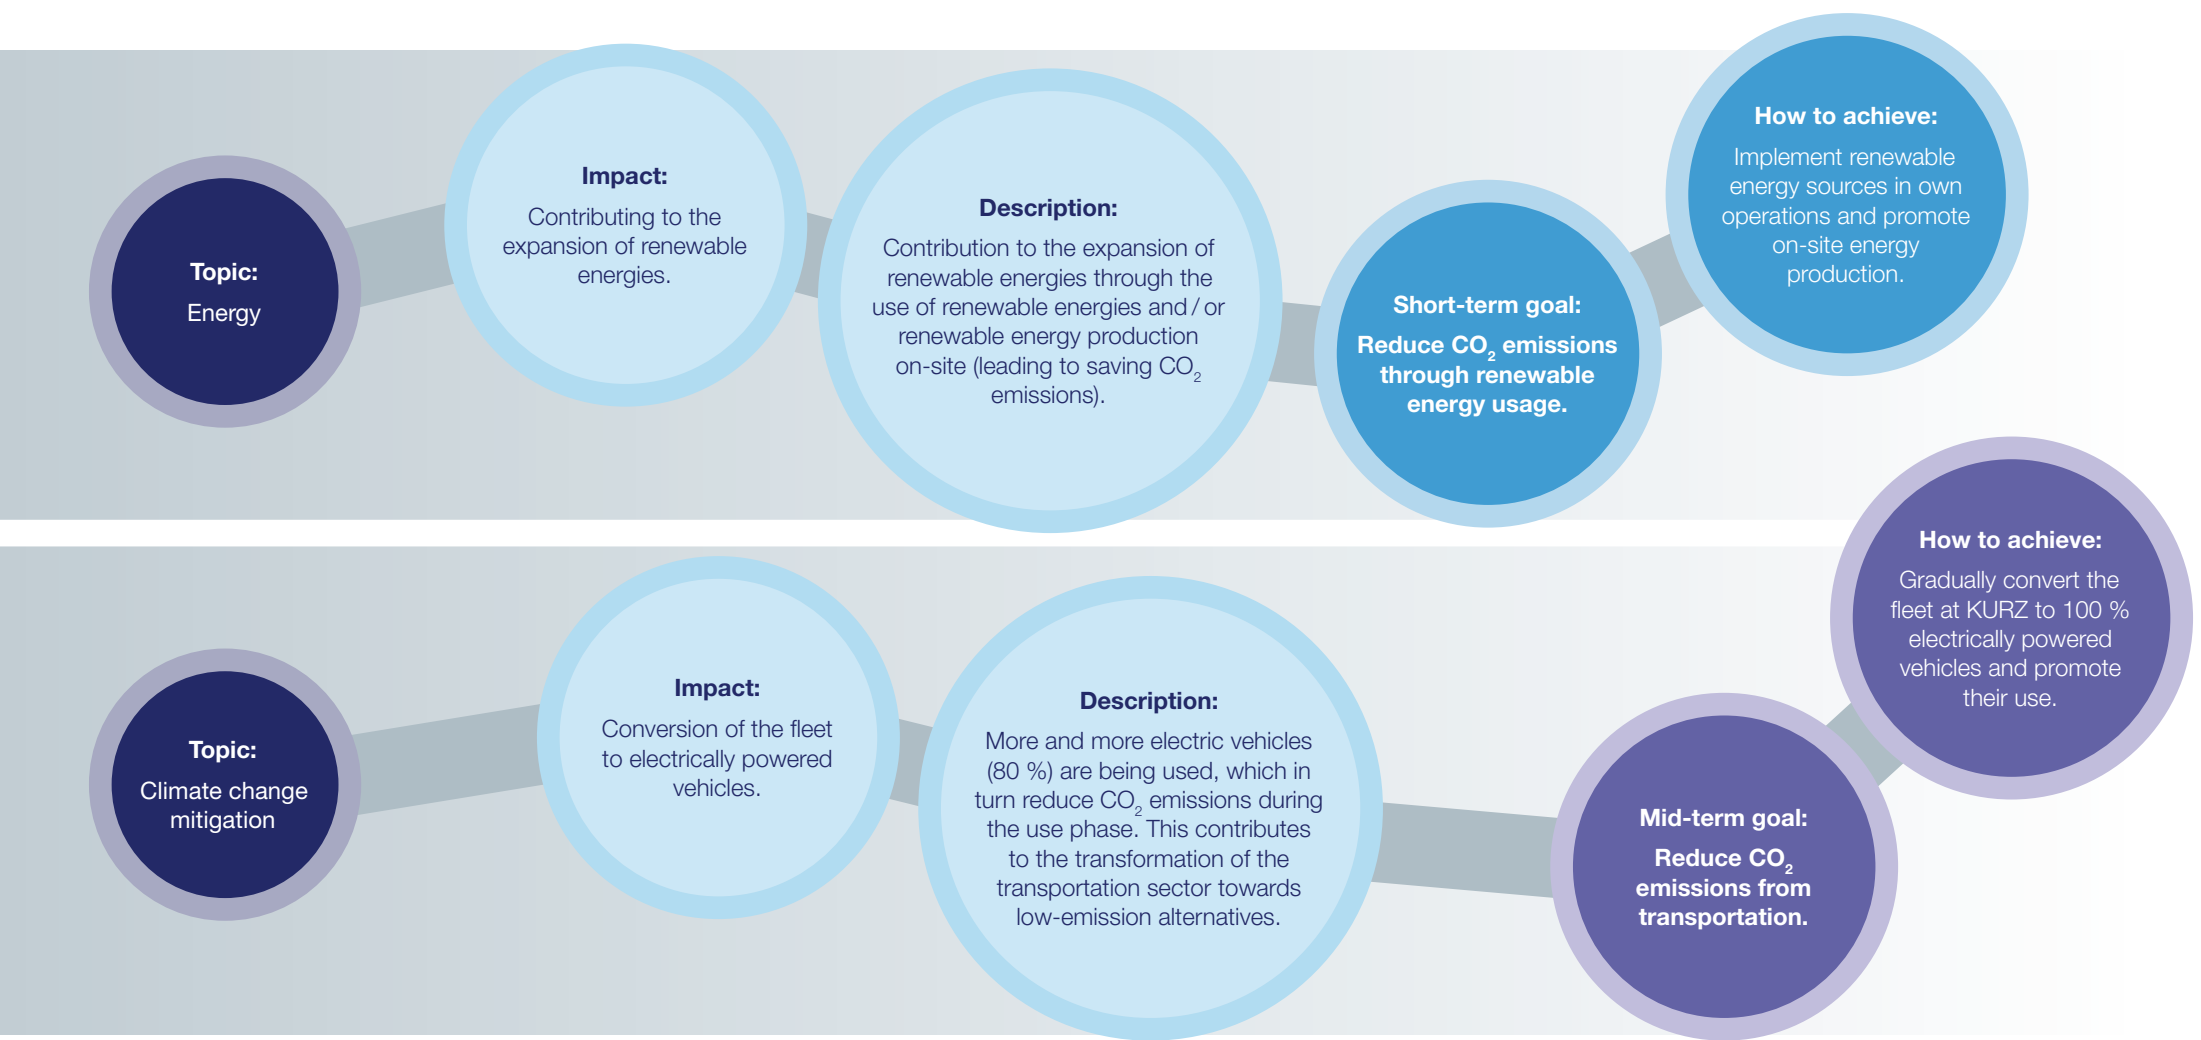 Topic:
Energy
Impact:
Contributing to the
expansion of renewable
energies.
Description:
Contribution to the expansion of
renewable energies through the
use of renewable energies and / or
renewable energy production
on-site (leading to saving CO₂
emissions).
Short-term goal:
Reduce CO₂ emissions
through renewable
energy usage.
How to achieve:
Implement renewable
energy sources in own
operations and promote
on-site energy
production.
Topic:
Climate change
mitigation
Impact:
Conversion of the fleet
to electrically powered
vehicles.
Description:
More and more electric vehicles
(80 %) are being used, which in
turn reduce CO₂ emissions during
the use phase. This contributes
to the transformation of the
transportation sector towards
low-emission alternatives.
Mid-term goal:
Reduce CO₂
emissions from
transportation.
How to achieve:
Gradually convert the
fleet at KURZ to 100 %
electrically powered
vehicles and promote
their use.